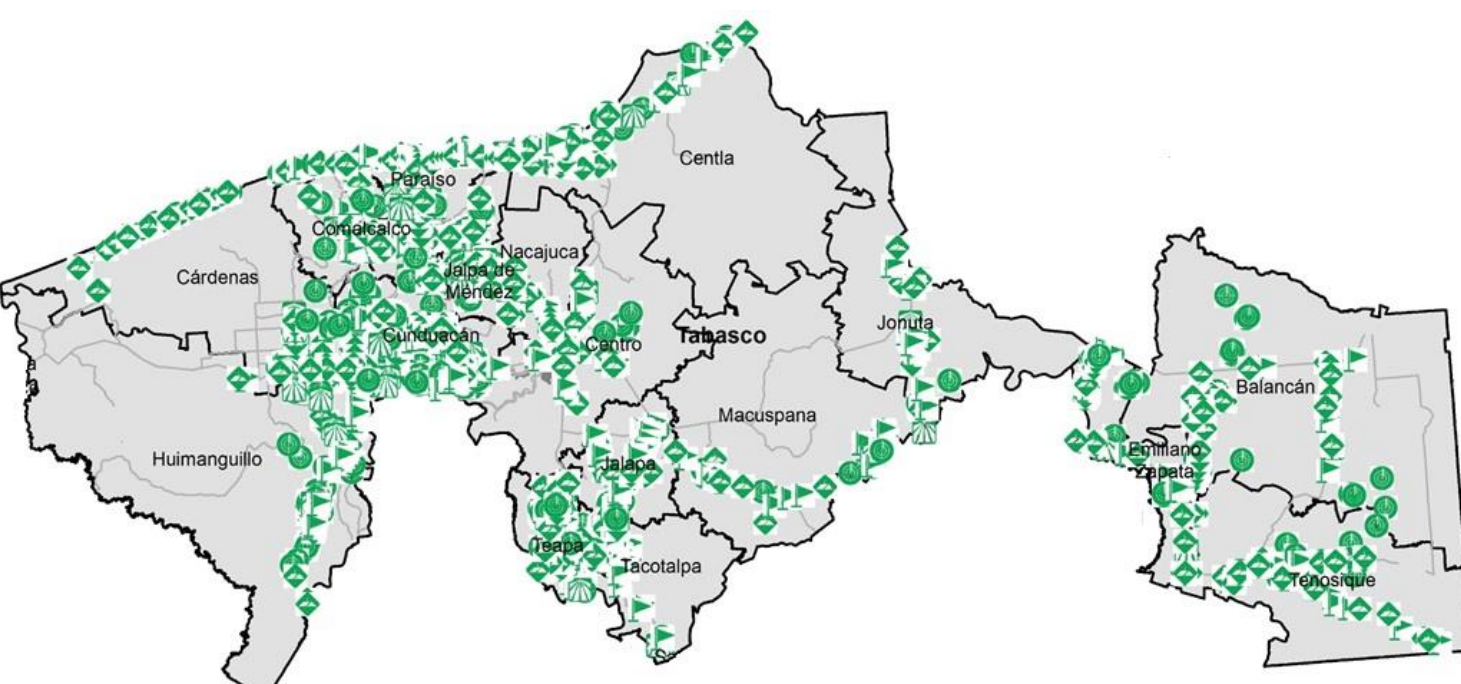 Centla
Paraíso
Comalcalco
Nacajuca
Cárdenas
Jalpa de
Méndez
Jonuta
Cunduacán
Centro
Tabasco
Balancán
Macuspana
Huimanguillo
Jalapa
Emiliano
Zapata
Teapa
Tacotalpa
Tenosique